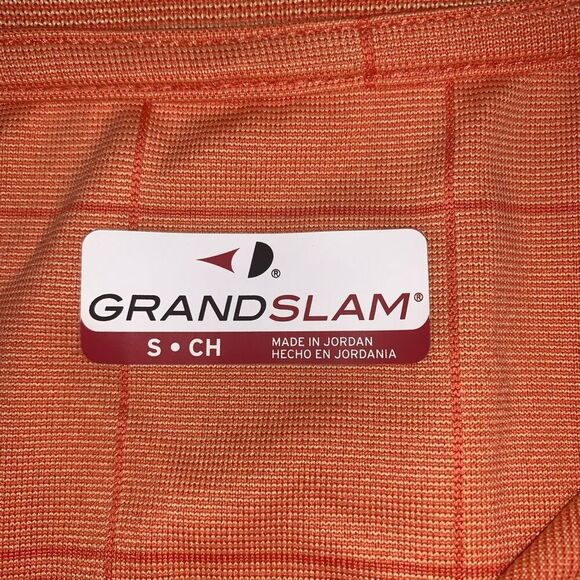 ®
GRANDSLAM®
S • CH
MADE IN JORDAN
HECHO EN JORDANIA